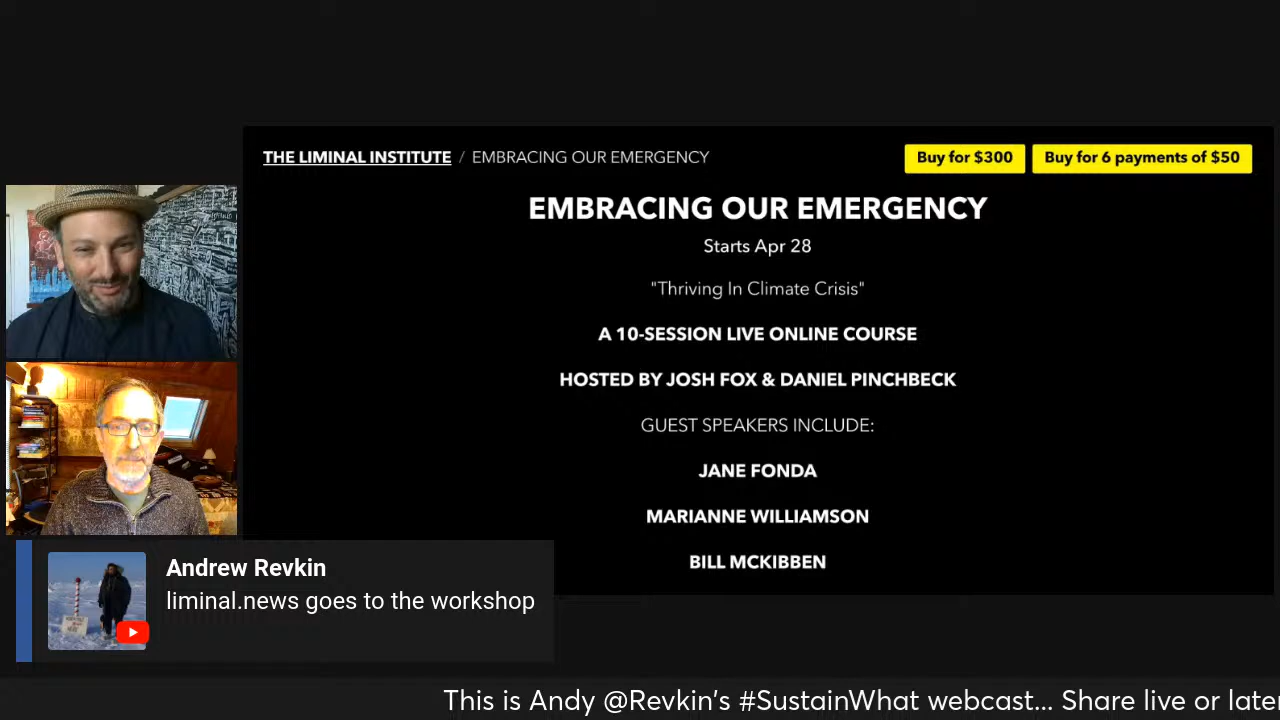 THE LIMINAL INSTITUTE / EMBRACING OUR EMERGENCY
Buy for $300
Buy for 6 payments of $50
EMBRACING OUR EMERGENCY
Starts Apr 28
"Thriving In Climate Crisis"
A 10-SESSION LIVE ONLINE COURSE
HOSTED BY JOSH FOX & DANIEL PINCHBECK
GUEST SPEAKERS INCLUDE:
JANE FONDA
MARIANNE WILLIAMSON
BILL MCKIBBEN
Andrew Revkin
liminal.news goes to the workshop
This is Andy @Revkin's #SustainWhat webcast... Share live or later